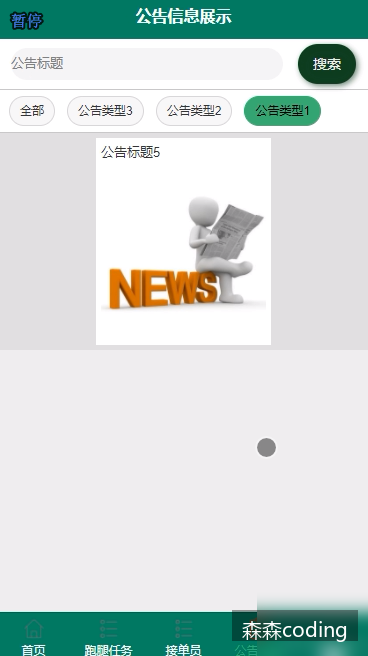 暂停
公告信息展示
公告标题
搜索
全部
公告类型3
公告类型2
公告类型1
公告标题5
NEWS
首页
跑腿任务
接单员
公告
森森coding